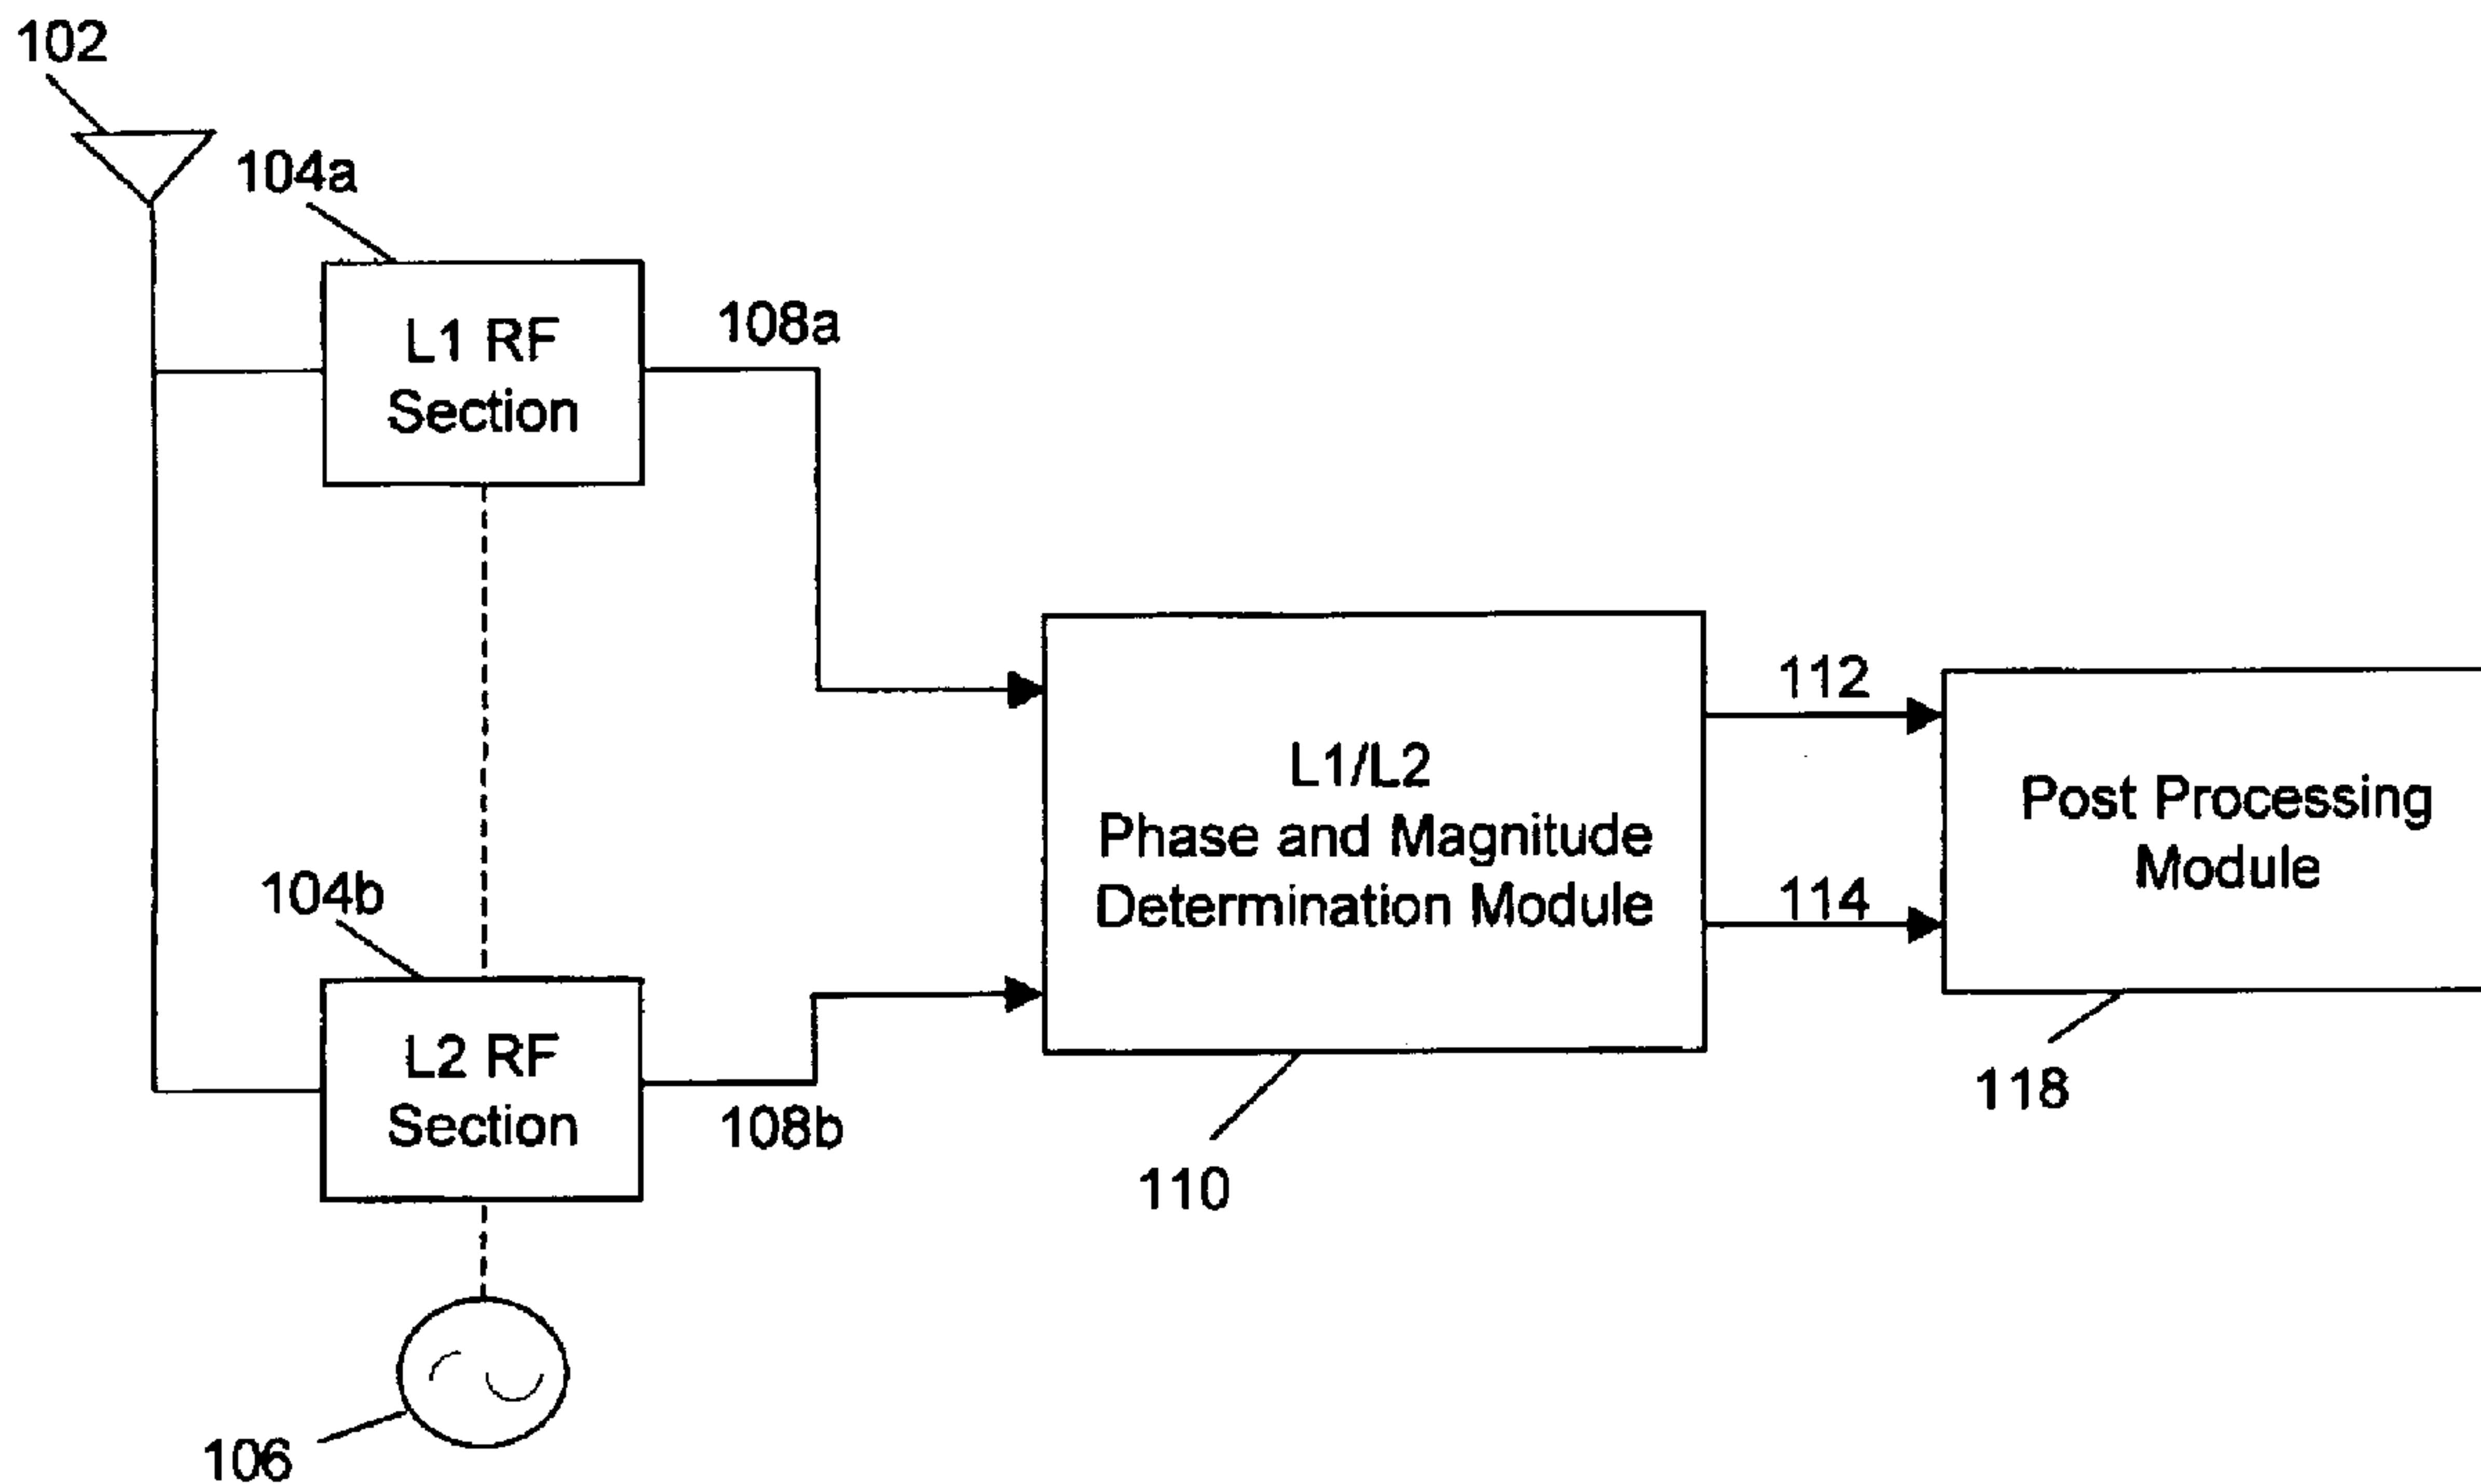 102
104a
L1 RF
Section
108a
L1/L2
Phase and Magnitude
Determination Module
112
114
Post Processing
Module
104b
L2 RF
Section
108b
110
118
106